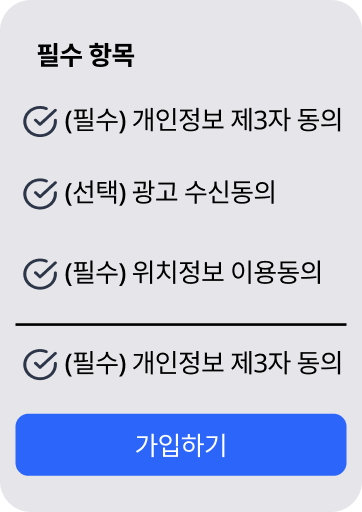 필수 항목
(필수) 개인정보 제3자 동의
(선택) 광고 수신동의
(필수) 위치정보 이용동의
(필수) 개인정보 제3자 동의
가입하기